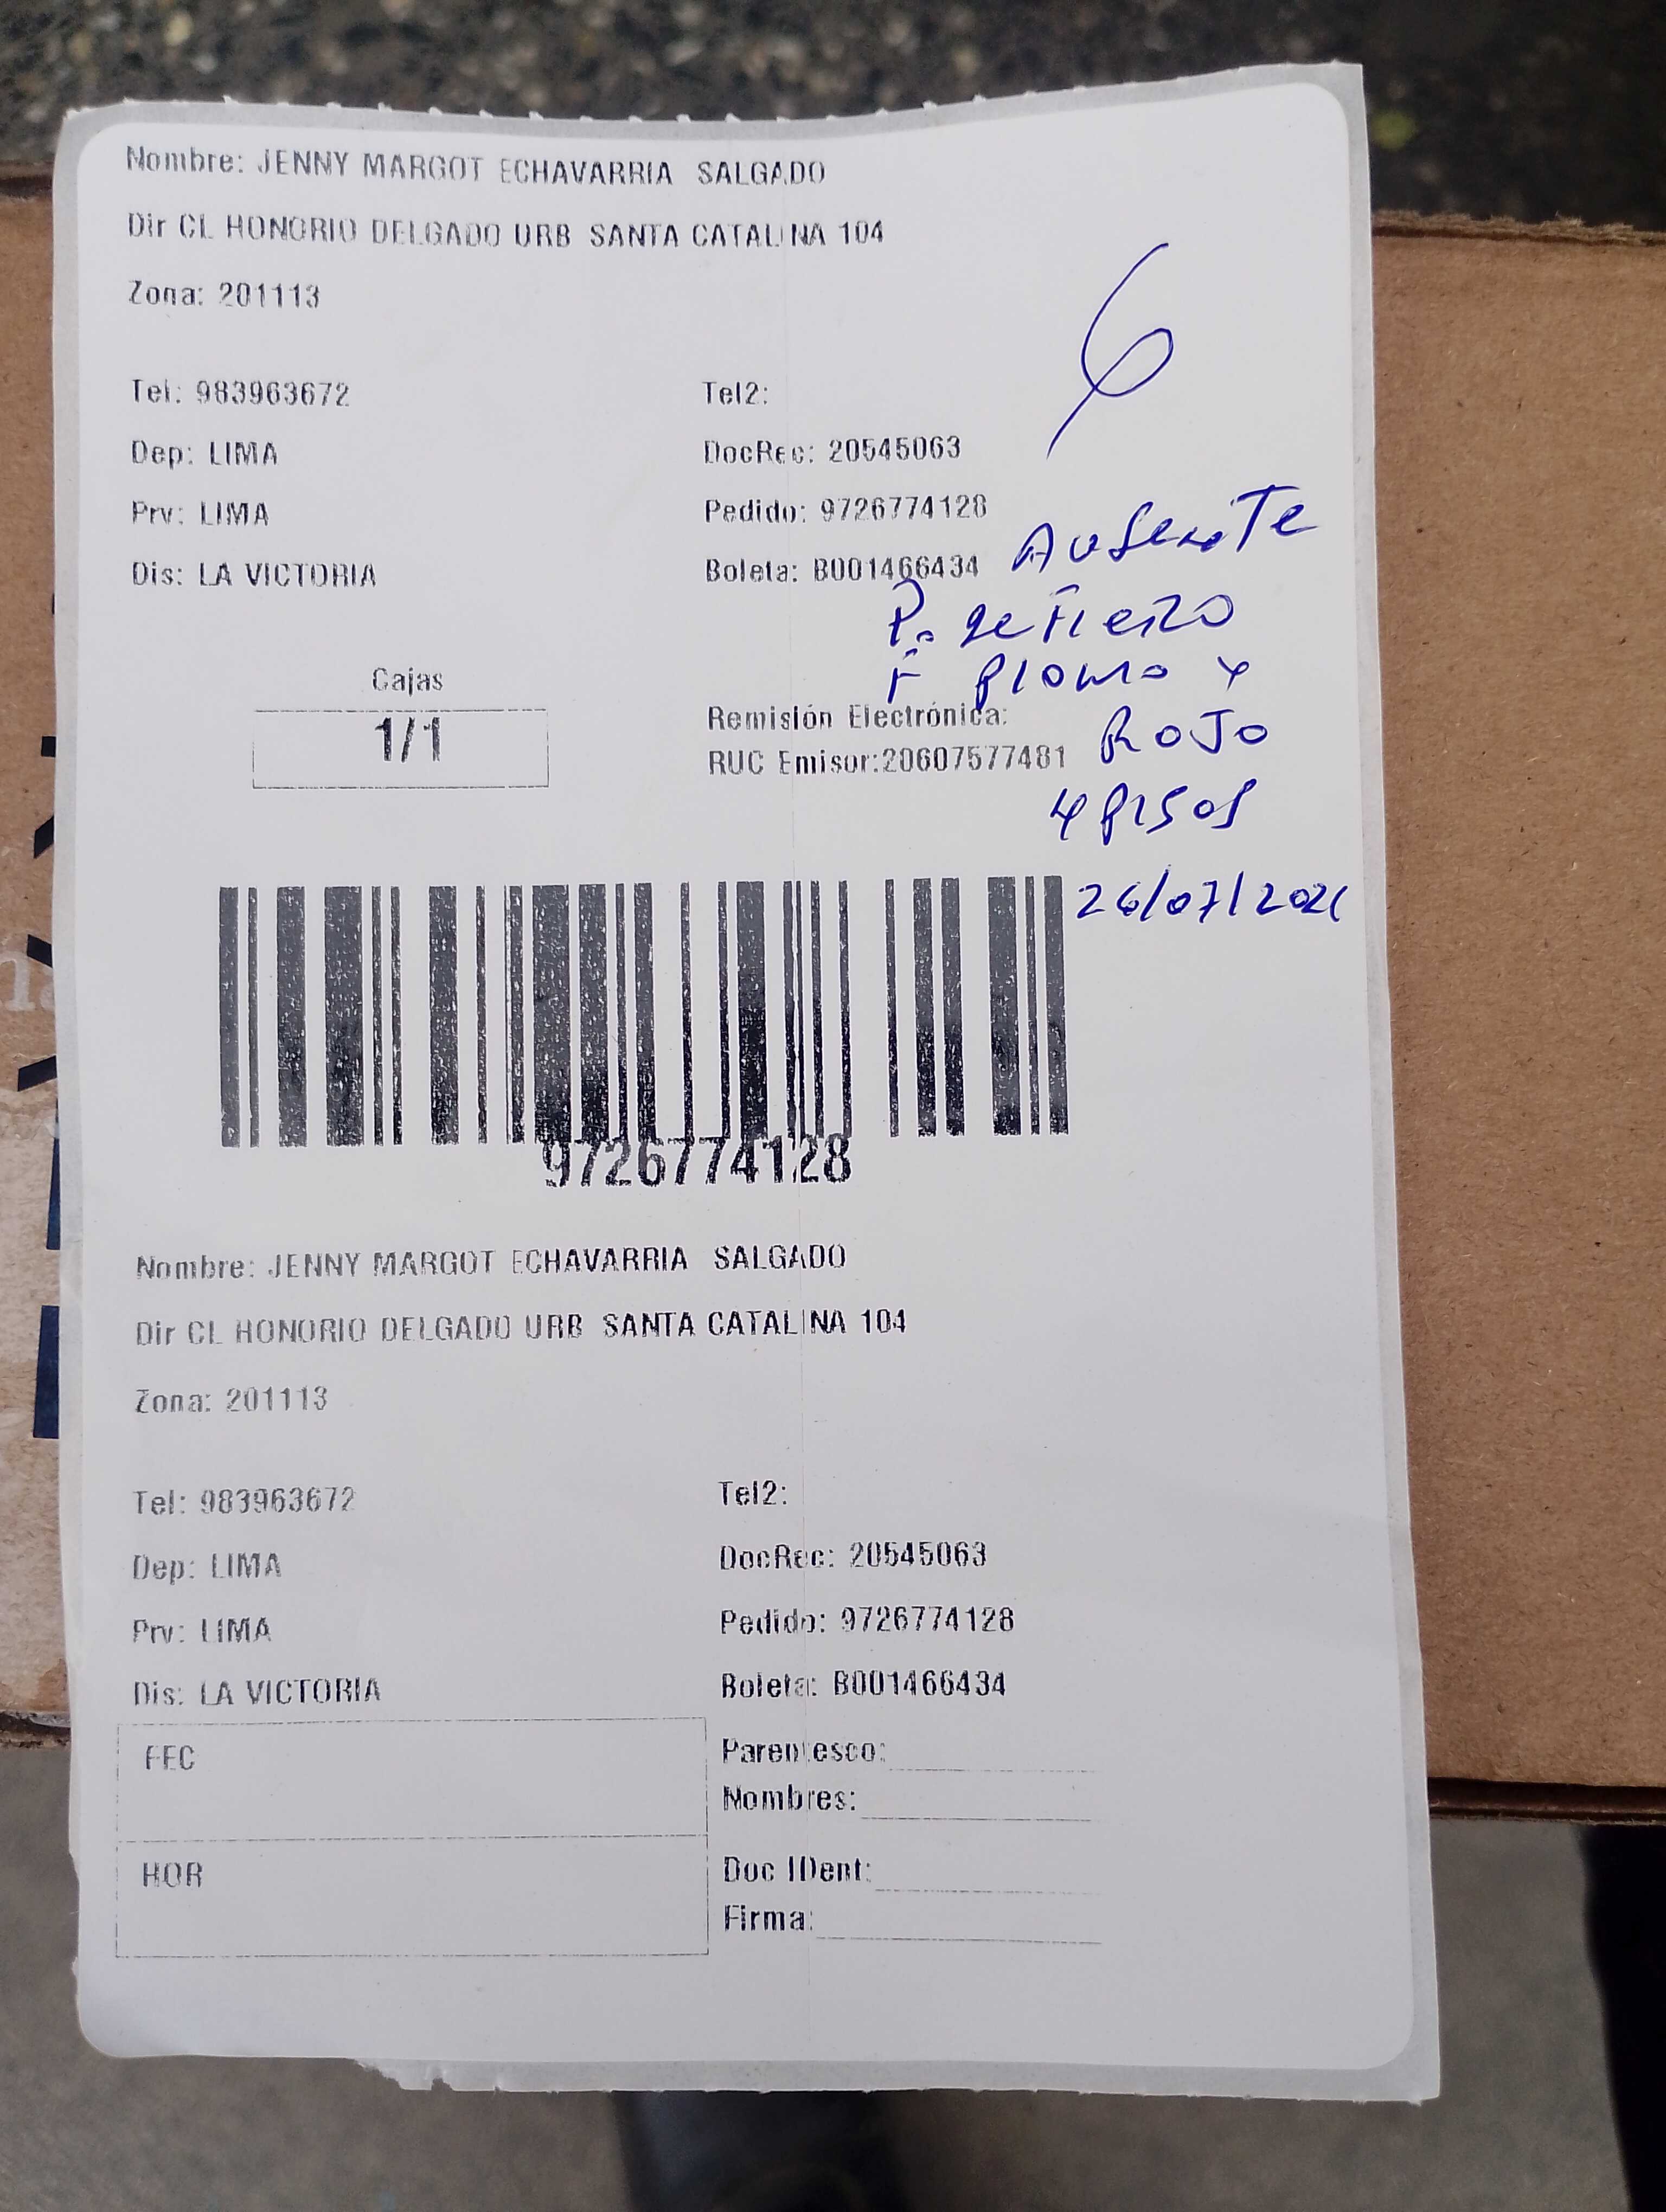 Nombre: JENNY MARGOT ECHAVARRIA SALGADO
Dir CL HONORIO DELGADO URB SANTA CATALINA 104
Zona: 201113
6
Tel: 983963672 Tel2:
Dep: LIMA DocRec: 20545063
Prv: LIMA Pedido: 9726774128
Dis: LA VICTORIA Boleta: B001466434
AUSENTE
P. de FIERRO
F PLOMO Y
ROJO
4 PISOS
26/07/202
Cajas
1/1
Remisión Electrónica:
RUC Emisor:20607577481
9726774128
Nombre: JENNY MARGOT ECHAVARRIA SALGADO
Dir CL HONORIO DELGADO URB SANTA CATALINA 104
Zona: 201113
Tel: 983963672 Tel2:
Dep: LIMA DocRec: 20545063
Prv: LIMA Pedido: 9726774128
Dis: LA VICTORIA Boleta: B001466434
FEC Parentesco:
Nombres:
HOR Doc IDent:
Firma: